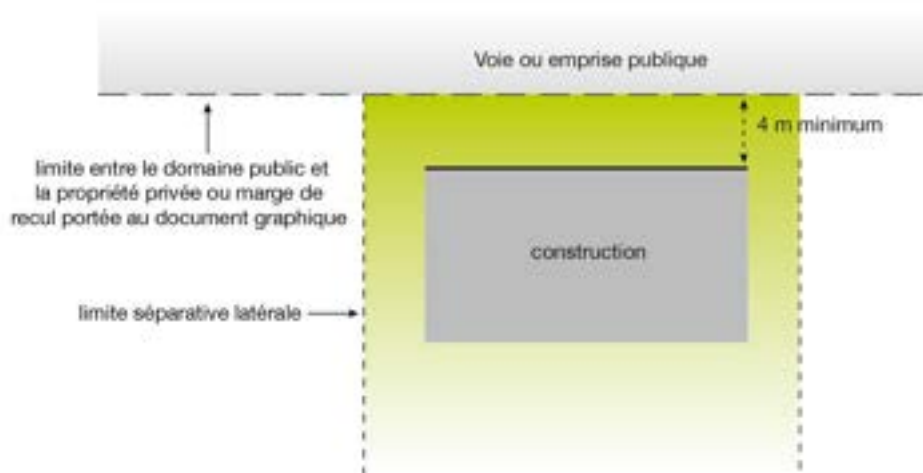 Voie ou emprise publique
4 m minimum
limite entre le domaine public et
la propriété privée ou marge de
recul portée au document graphique
construction
limite séparative latérale